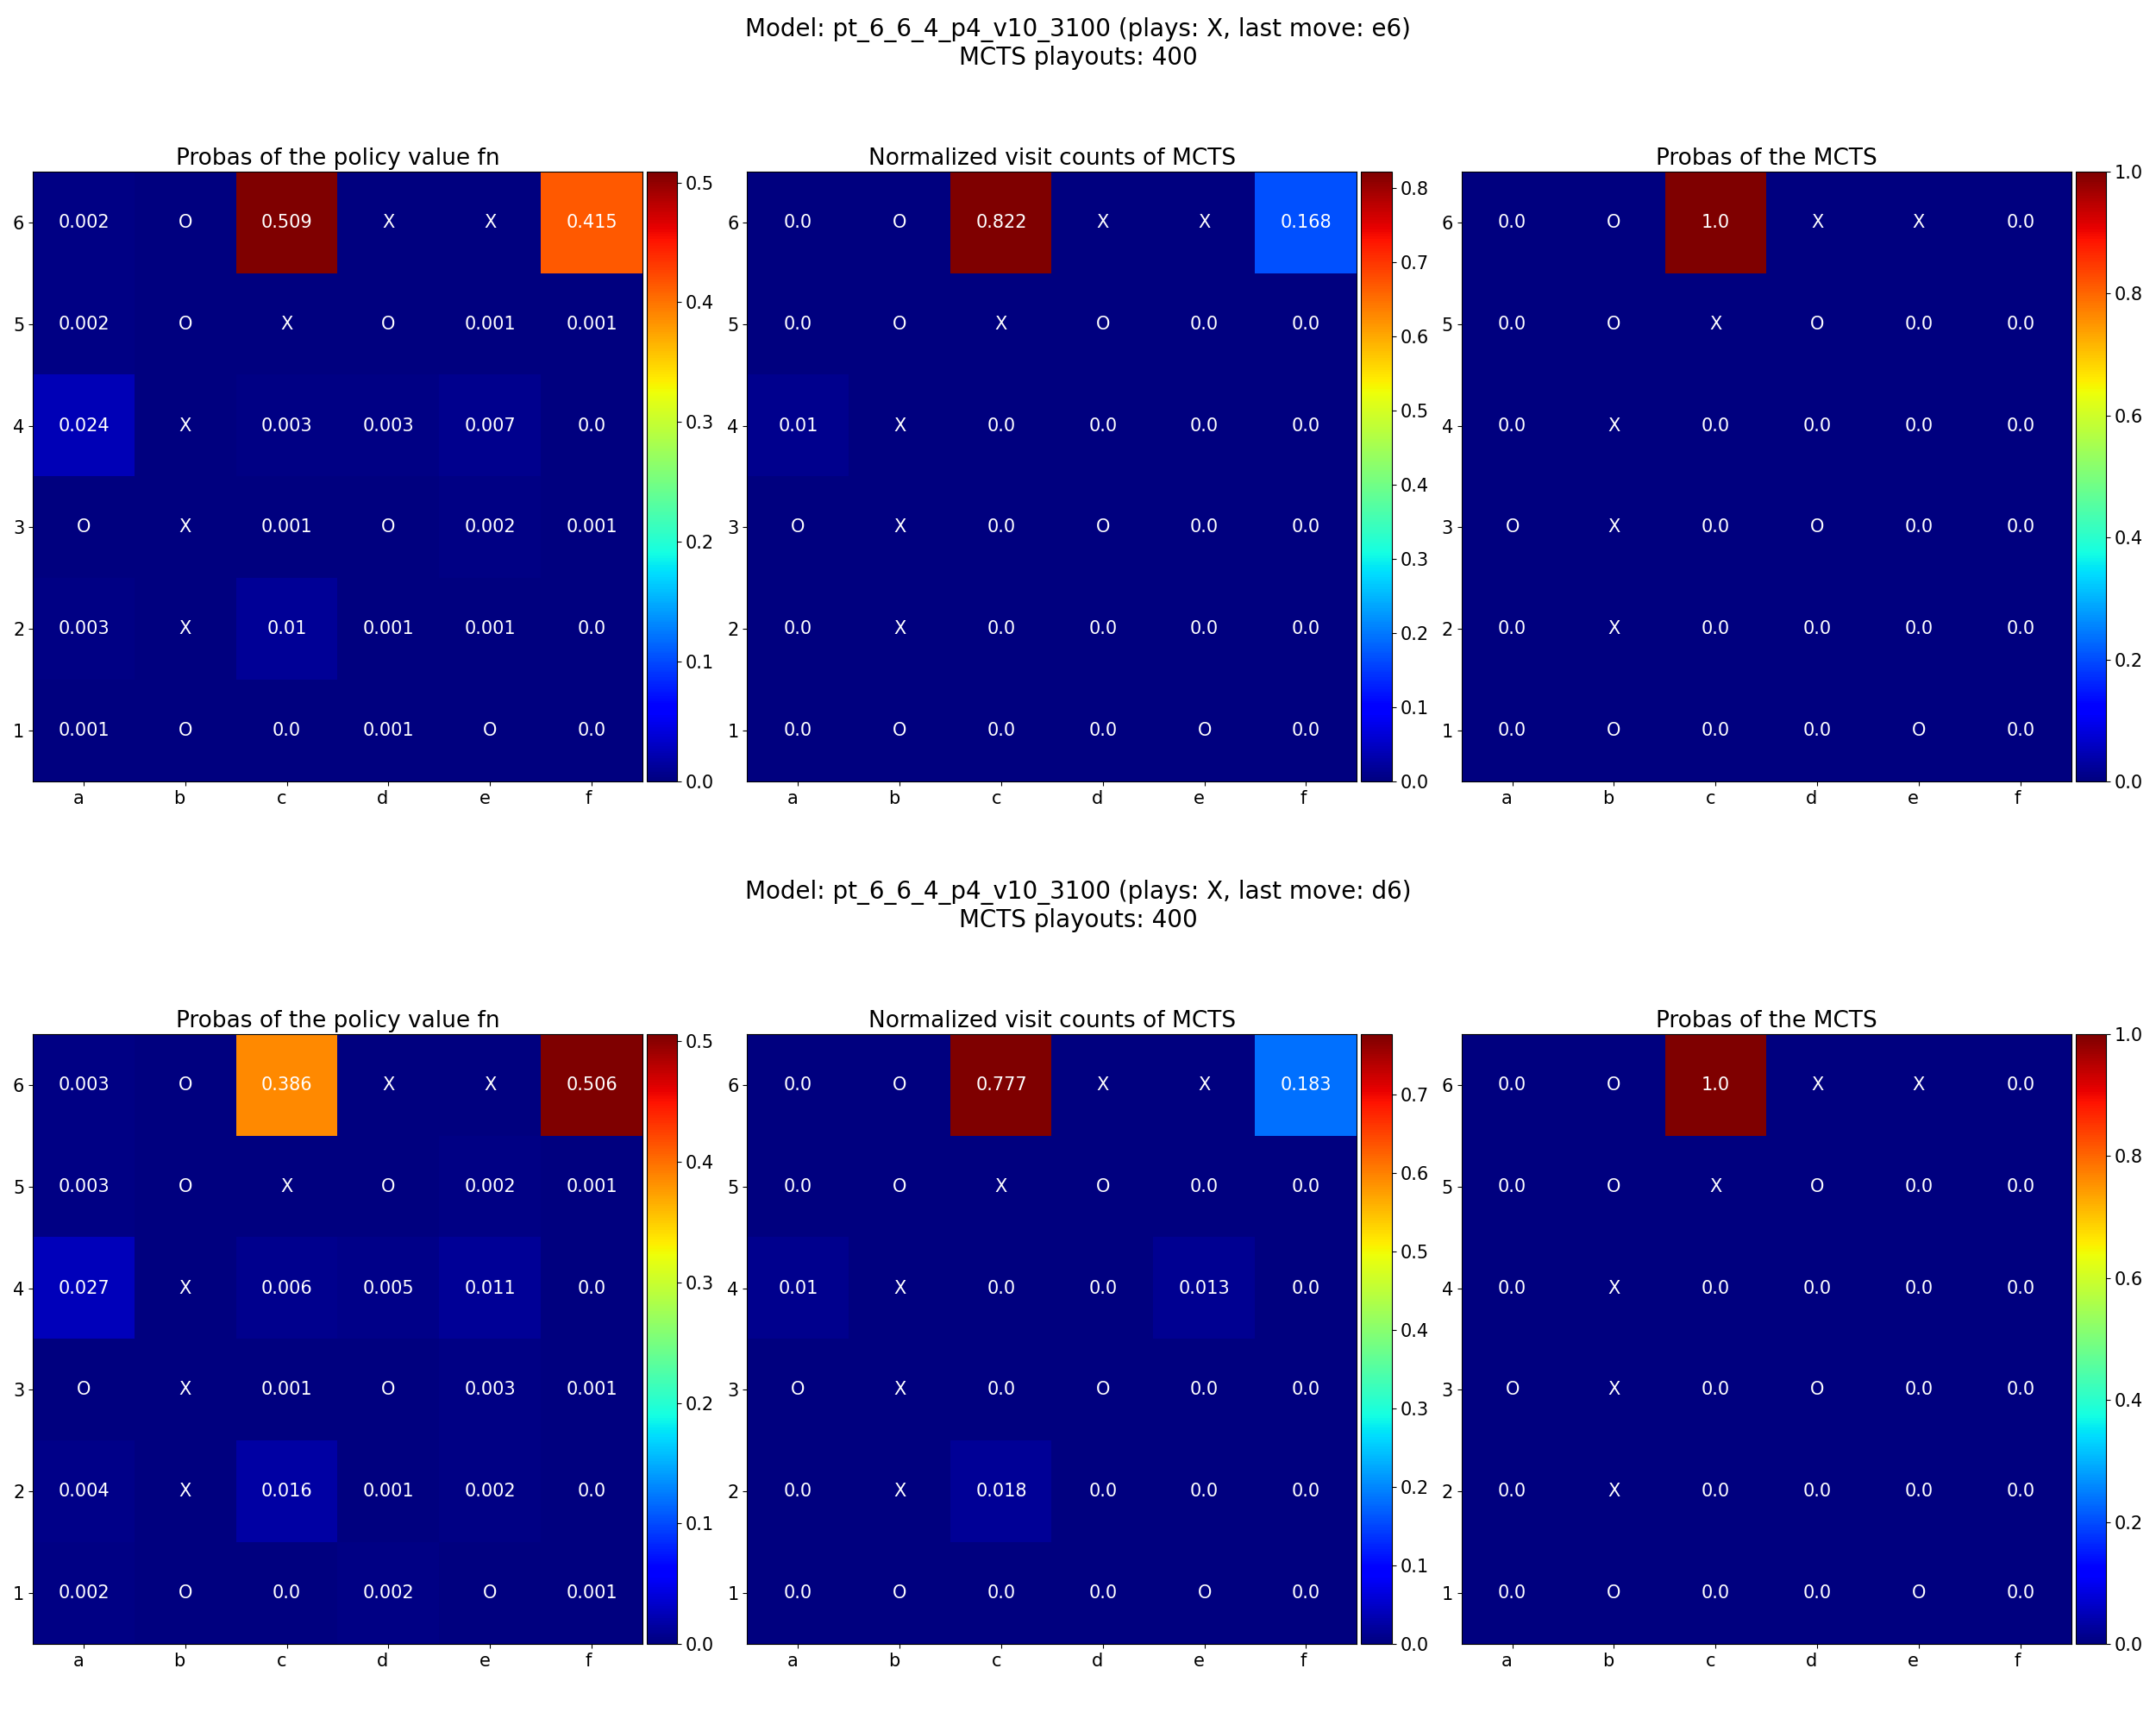 Model: pt_6_6_4_p4_v10_3100 (plays: X, last move: e6)
MCTS playouts: 400
Probas of the policy value fn
6 0.002 O 0.509 X X 0.415
5 0.002 O X O 0.001 0.001
4 0.024 X 0.003 0.003 0.007 0.0
3 O X 0.001 O 0.002 0.001
2 0.003 X 0.01 0.001 0.001 0.0
1 0.001 O 0.0 0.001 O 0.0
a b c d e f
0.5
0.4
0.3
0.2
0.1
0.0
Normalized visit counts of MCTS
6 0.0 O 0.822 X X 0.168
5 0.0 O X O 0.0 0.0
4 0.01 X 0.0 0.0 0.0 0.0
3 O X 0.0 O 0.0 0.0
2 0.0 X 0.0 0.0 0.0 0.0
1 0.0 O 0.0 0.0 O 0.0
a b c d e f
0.8
0.7
0.6
0.5
0.4
0.3
0.2
0.1
0.0
Probas of the MCTS
6 0.0 O 1.0 X X 0.0
5 0.0 O X O 0.0 0.0
4 0.0 X 0.0 0.0 0.0 0.0
3 O X 0.0 O 0.0 0.0
2 0.0 X 0.0 0.0 0.0 0.0
1 0.0 O 0.0 0.0 O 0.0
a b c d e f
1.0
0.8
0.6
0.4
0.2
0.0
Model: pt_6_6_4_p4_v10_3100 (plays: X, last move: d6)
MCTS playouts: 400
Probas of the policy value fn
6 0.003 O 0.386 X X 0.506
5 0.003 O X O 0.002 0.001
4 0.027 X 0.006 0.005 0.011 0.0
3 O X 0.001 O 0.003 0.001
2 0.004 X 0.016 0.001 0.002 0.0
1 0.002 O 0.0 0.002 O 0.001
a b c d e f
0.5
0.4
0.3
0.2
0.1
0.0
Normalized visit counts of MCTS
6 0.0 O 0.777 X X 0.183
5 0.0 O X O 0.0 0.0
4 0.01 X 0.0 0.0 0.013 0.0
3 O X 0.0 O 0.0 0.0
2 0.0 X 0.018 0.0 0.0 0.0
1 0.0 O 0.0 0.0 O 0.0
a b c d e f
0.7
0.6
0.5
0.4
0.3
0.2
0.1
0.0
Probas of the MCTS
6 0.0 O 1.0 X X 0.0
5 0.0 O X O 0.0 0.0
4 0.0 X 0.0 0.0 0.0 0.0
3 O X 0.0 O 0.0 0.0
2 0.0 X 0.0 0.0 0.0 0.0
1 0.0 O 0.0 0.0 O 0.0
a b c d e f
1.0
0.8
0.6
0.4
0.2
0.0